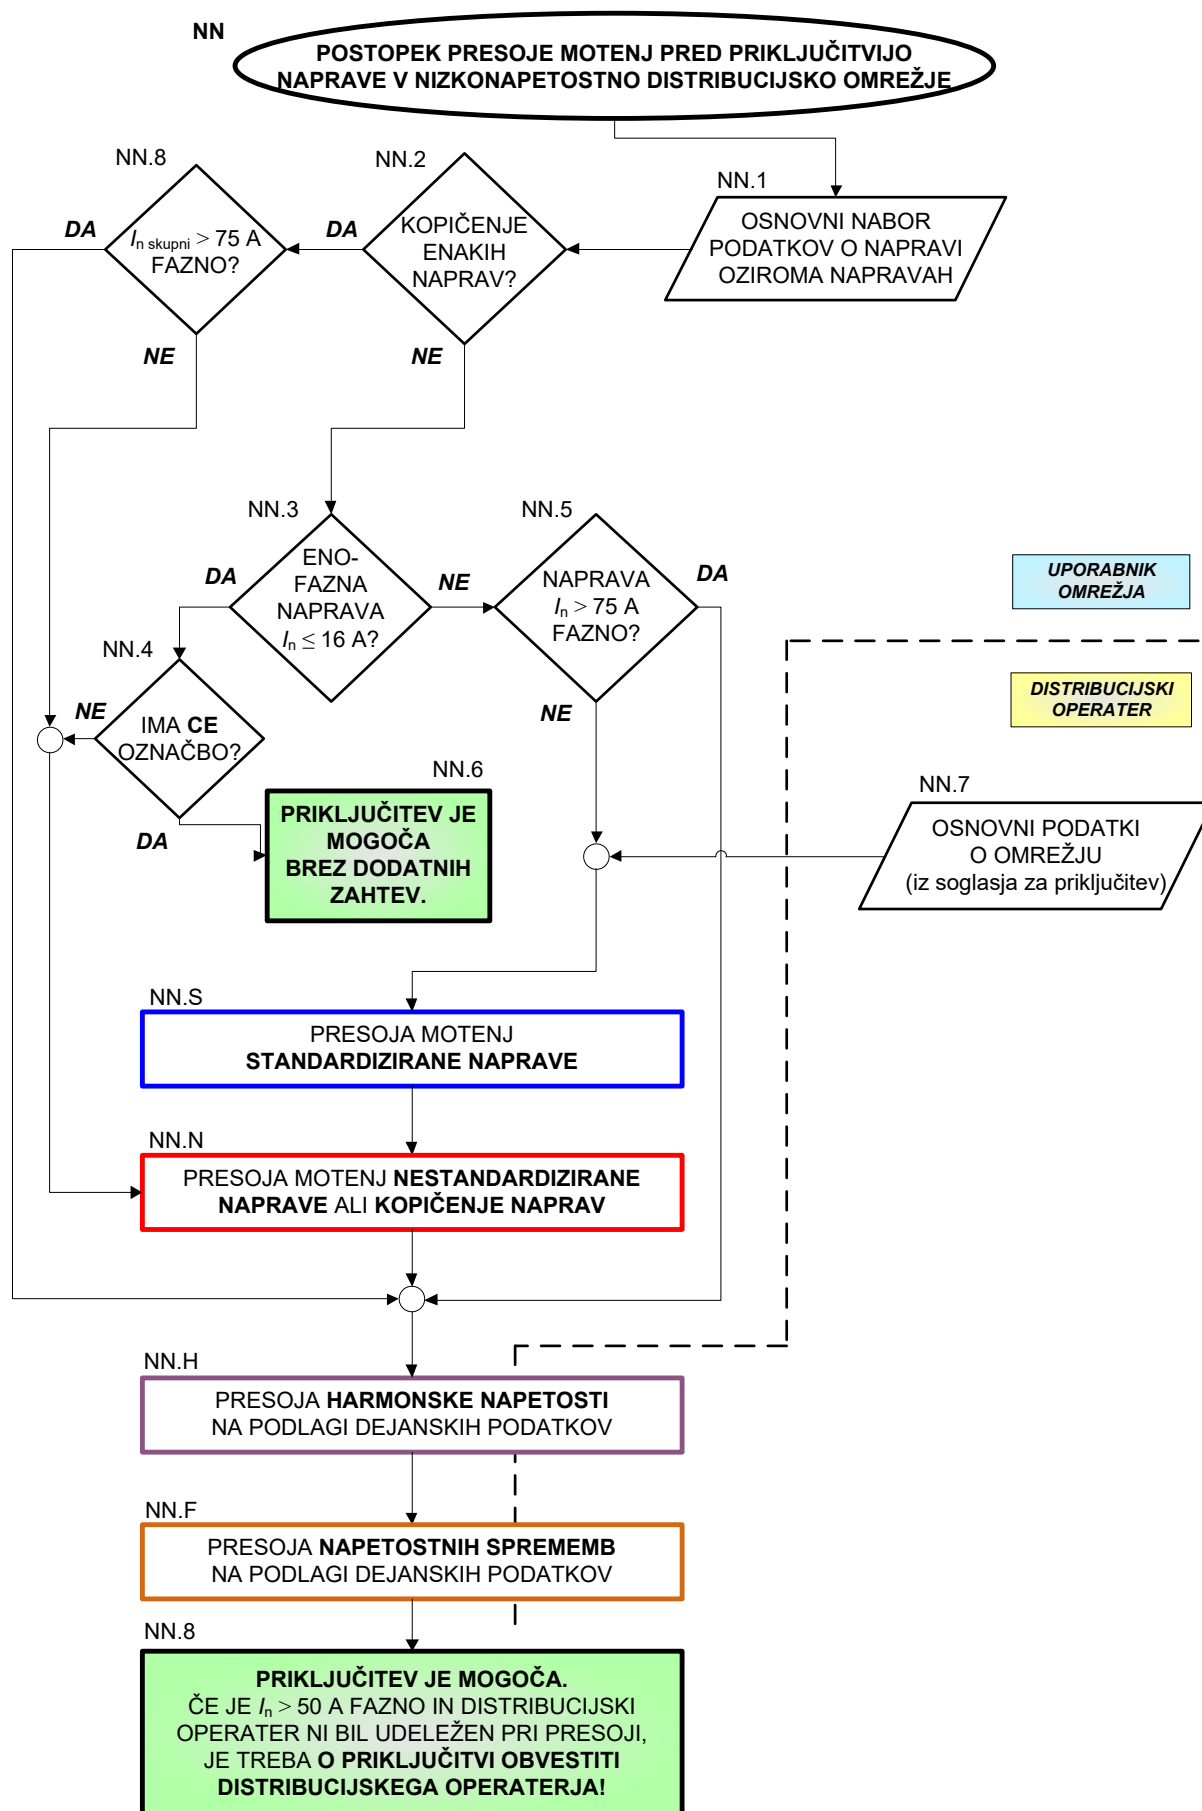 NN
POSTOPEK PRESOJE MOTENJ PRED PRIKLJUČITVIJO
NAPRAVE V NIZKONAPETOSTNO DISTRIBUCIJSKO OMREŽJE
NN.8
DA
I n skupni > 75 A
FAZNO?
NE
NN.2
DA
KOPIČENJE
ENAKIH
NAPRAV?
NE
NN.1
OSNOVNI NABOR
PODATKOV O NAPRAVI
OZIROMA NAPRAVAH
NN.3
DA
ENO-
FAZNA
NAPRAVA
In ≤ 16 A?
NE
NN.5
NAPRAVA
In > 75 A
FAZNO?
DA
NE
UPORABNIK
OMREŽJA
DISTRIBUCIJSKI
OPERATER
NN.4
NE
IMA CE
OZNAČBO?
DA
NN.6
PRIKLJUČITEV JE
MOGOČA
BREZ DODATNIH
ZAHTEV.
NN.7
OSNOVNI PODATKI
O OMREŽJU
(iz soglasja za priključitev)
NN.S
PRESOJA MOTENJ
STANDARDIZIRANE NAPRAVE
NN.N
PRESOJA MOTENJ NESTANDARDIZIRANE
NAPRAVE ALI KOPIČENJE NAPRAV
NN.H
PRESOJA HARMONSKE NAPETOSTI
NA PODLAGI DEJANSKIH PODATKOV
NN.F
PRESOJA NAPETOSTNIH SPREMEMB
NA PODLAGI DEJANSKIH PODATKOV
NN.8
PRIKLJUČITEV JE MOGOČA.
ČE JE In > 50 A FAZNO IN DISTRIBUCIJSKI
OPERATER NI BIL UDELEŽEN PRI PRESOJI,
JE TREBA O PRIKLJUČITVI OBVESTITI
DISTRIBUCIJSKEGA OPERATERJA!